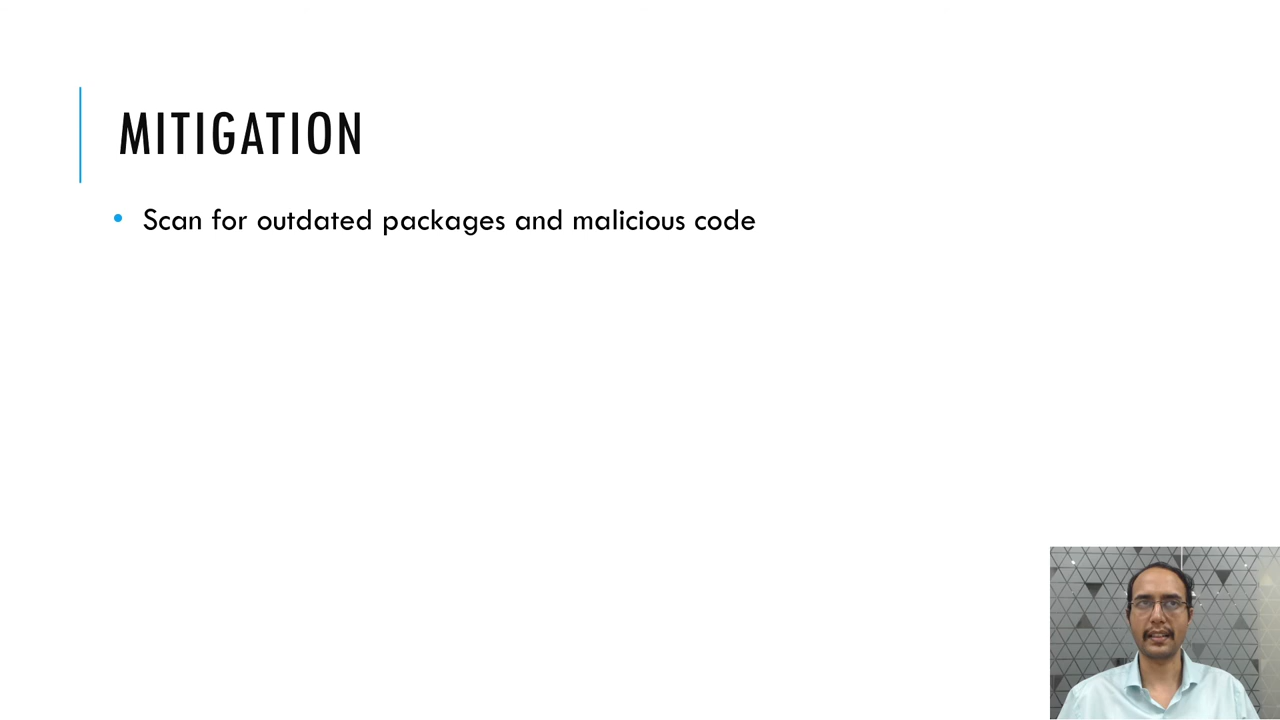 MITIGATION
• Scan for outdated packages and malicious code